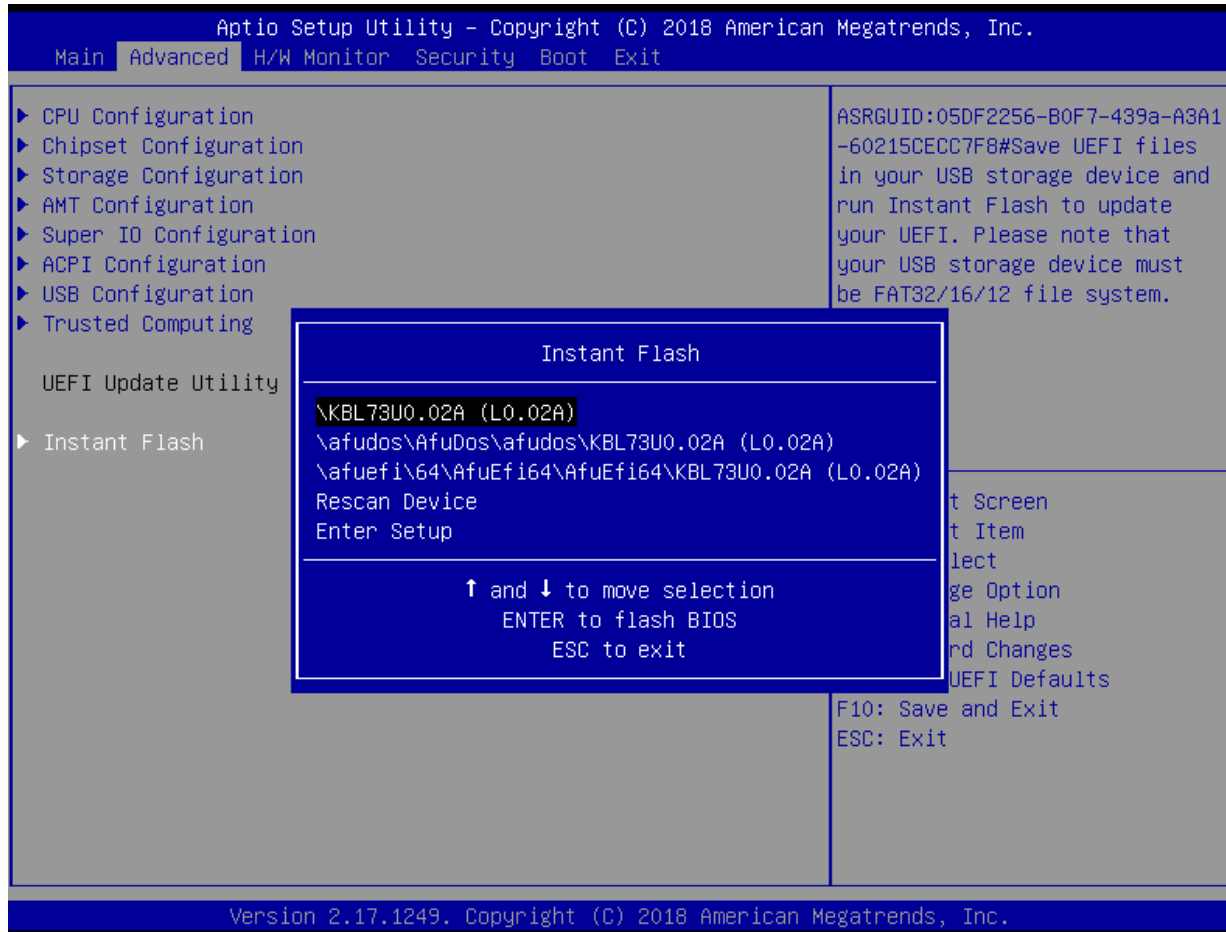 Aptio Setup Utility – Copyright (C) 2018 American Megatrends, Inc.
Main Advanced H/W Monitor Security Boot Exit
CPU Configuration
Chipset Configuration
Storage Configuration
AMT Configuration
Super IO Configuration
ACPI Configuration
USB Configuration
Trusted Computing
UEFI Update Utility
Instant Flash
ASRGUID:05DF2256-B0F7-439a-A3A1
-60215CECC7F8#Save UEFI files
in your USB storage device and
run Instant Flash to update
your UEFI. Please note that
your USB storage device must
be FAT32/16/12 file system.
Instant Flash
\KBL73U0.02A (L0.02A)
\afudos\AfuDos\afudos\KBL73U0.02A (L0.02A)
\afuefi\64\AfuEfi64\AfuEfi64\KBL73U0.02A (L0.02A)
Rescan Device
Enter Setup
↑ and ↓ to move selection
ENTER to flash BIOS
ESC to exit
t Screen
t Item
lect
ge Option
al Help
rd Changes
UEFI Defaults
F10: Save and Exit
ESC: Exit
Version 2.17.1249. Copyright (C) 2018 American Megatrends, Inc.